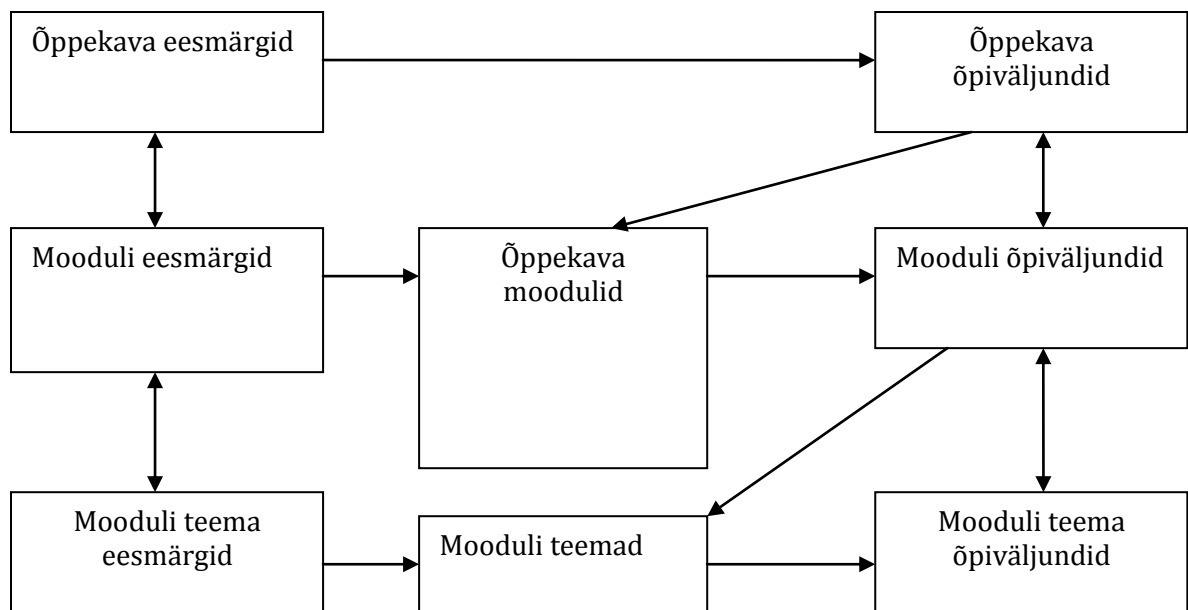 Õppekava eesmärgid
Õppekava
õpiväljundid
Mooduli eesmärgid
Õppekava
moodulid
Mooduli õpiväljundid
Mooduli teema
eesmärgid
Mooduli teemad
Mooduli teema
õpiväljundid